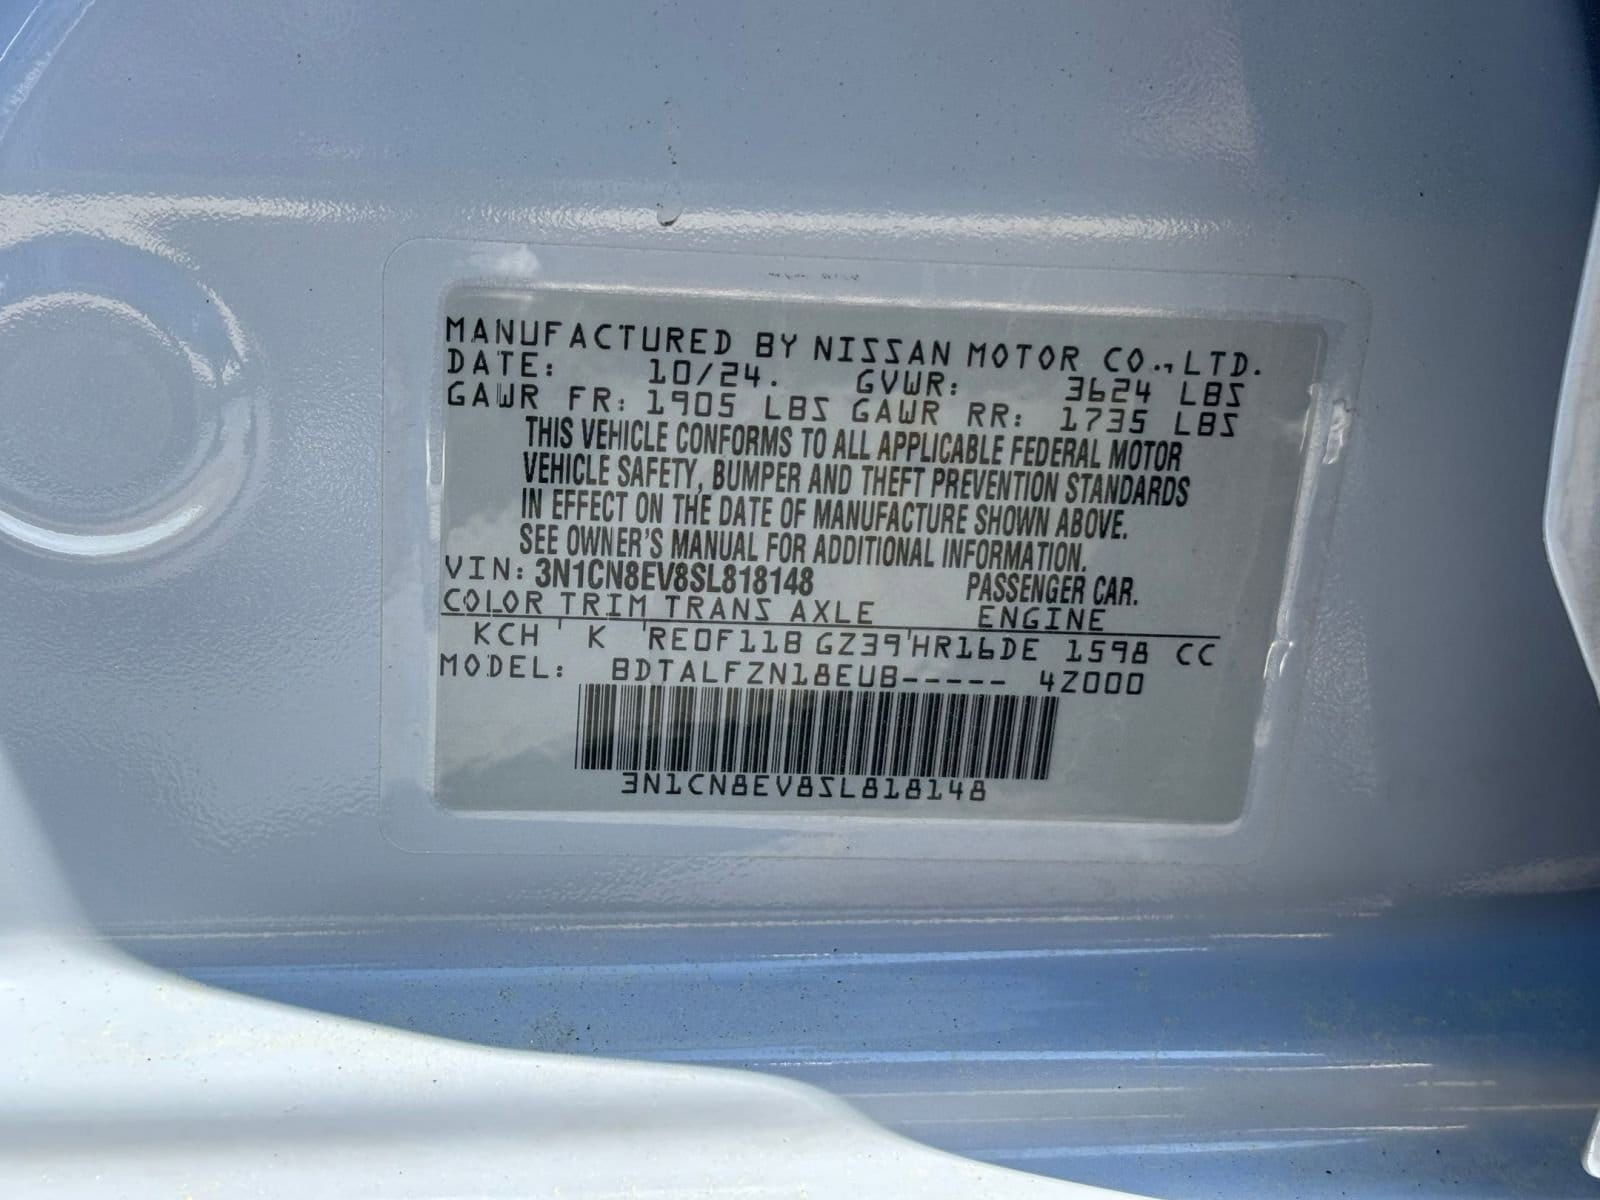 MANUFACTURED BY NISSAN MOTOR CO., LTD.
DATE: 10/24. GVWR: 3624 LBS
GAWR FR: 1905 LBS GAWR RR: 1735 LBS
THIS VEHICLE CONFORMS TO ALL APPLICABLE FEDERAL MOTOR
VEHICLE SAFETY, BUMPER AND THEFT PREVENTION STANDARDS
IN EFFECT ON THE DATE OF MANUFACTURE SHOWN ABOVE.
SEE OWNER'S MANUAL FOR ADDITIONAL INFORMATION.
VIN: 3N1CN8EV8SL818148 PASSENGER CAR.
COLOR TRIM TRANS AXLE ENGINE
KCH ' K ' RE0F11B GZ39 ' HR16DE 1598 CC
MODEL: BDTALFZN18EUB----- 4Z000
3N1CN8EV8SL818148